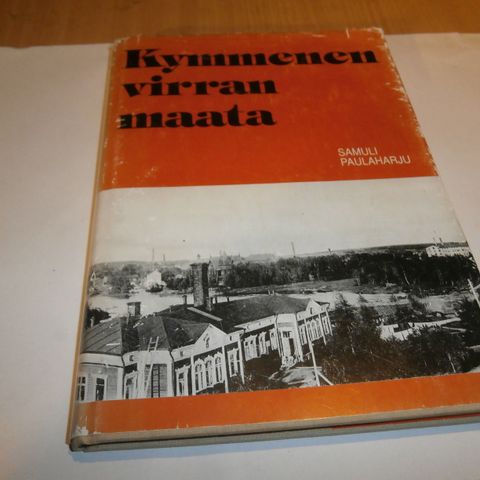 Kymmenen
virran
maata
SAMULI
PAULAHARJU